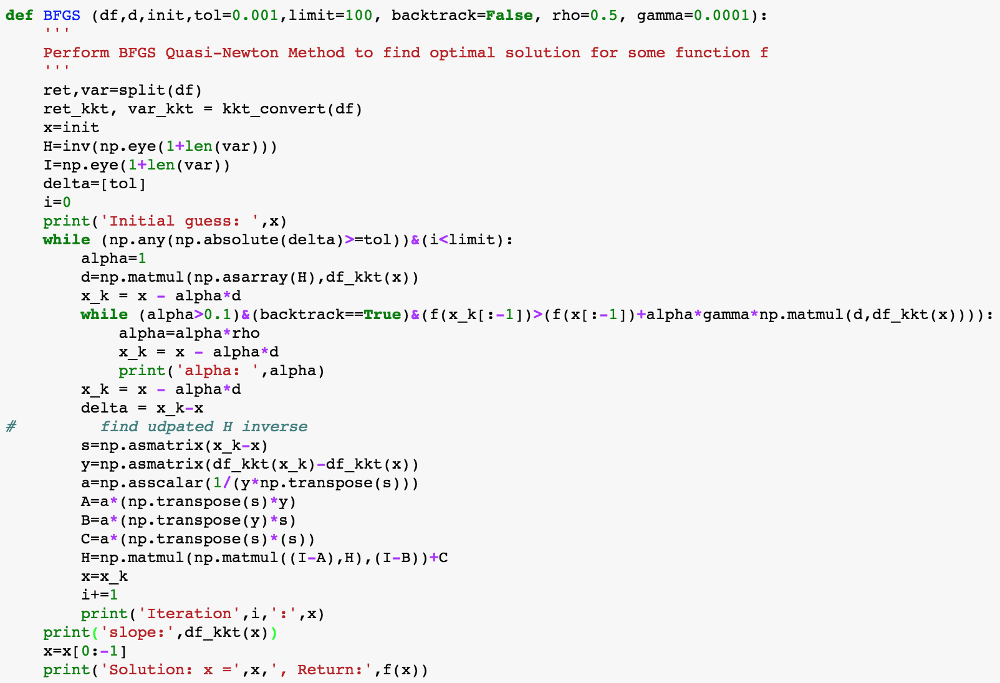 def BFGS (df,d,init,tol=0.001,limit=100, backtrack=False, rho=0.5, gamma=0.0001):
    '''
    Perform BFGS Quasi-Newton Method to find optimal solution for some function f
    '''
    ret,var=split(df)
    ret_kkt, var_kkt = kkt_convert(df)
    x=init
    H=inv(np.eye(1+len(var)))
    I=np.eye(1+len(var))
    delta=[tol]
    i=0
    print('Initial guess: ',x)
    while (np.any(np.absolute(delta)>=tol))&(i<limit):
        alpha=1
        d=np.matmul(np.asarray(H),df_kkt(x))
        x_k = x - alpha*d
        while (alpha>0.1)&(backtrack==True)&(f(x_k[:-1])>(f(x[:-1])+alpha*gamma*np.matmul(d,df_kkt(x)))):
            alpha=alpha*rho
            x_k = x - alpha*d
            print('alpha: ',alpha)
        x_k = x - alpha*d
        delta = x_k-x
#         find udpated H inverse
        s=np.asmatrix(x_k-x)
        y=np.asmatrix(df_kkt(x_k)-df_kkt(x))
        a=np.asscalar(1/(y*np.transpose(s)))
        A=a*(np.transpose(s)*y)
        B=a*(np.transpose(y)*s)
        C=a*(np.transpose(s)*(s))
        H=np.matmul(np.matmul((I-A),H),(I-B))+C
        x=x_k
        i+=1
        print('Iteration',i,':',x)
    print('slope:',df_kkt(x))
    x=x[0:-1]
    print('Solution: x =',x,', Return:',f(x))